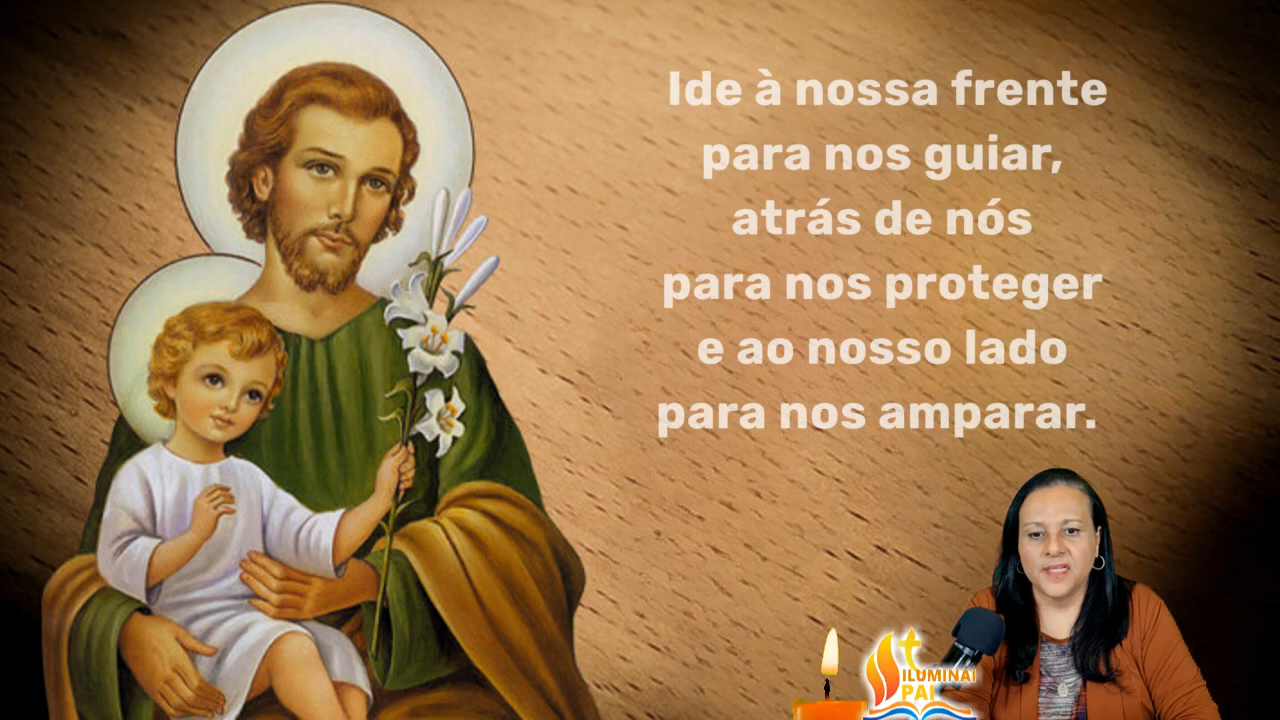 Ide à nossa frente
para nos guiar,
atrás de nós
para nos proteger
e ao nosso lado
para nos amparar.
ILUMINAI
PAI